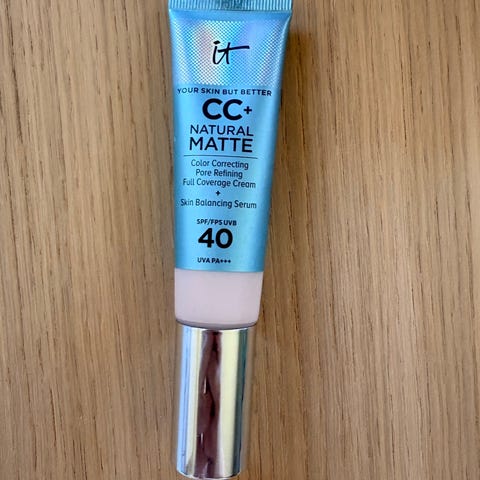 it
YOUR SKIN BUT BETTER
CC+
NATURAL
MATTE
Color Correcting
Pore Refining
Full Coverage Cream
+
Skin Balancing Serum
SPF/FPS UVB
40
UVA PA+++